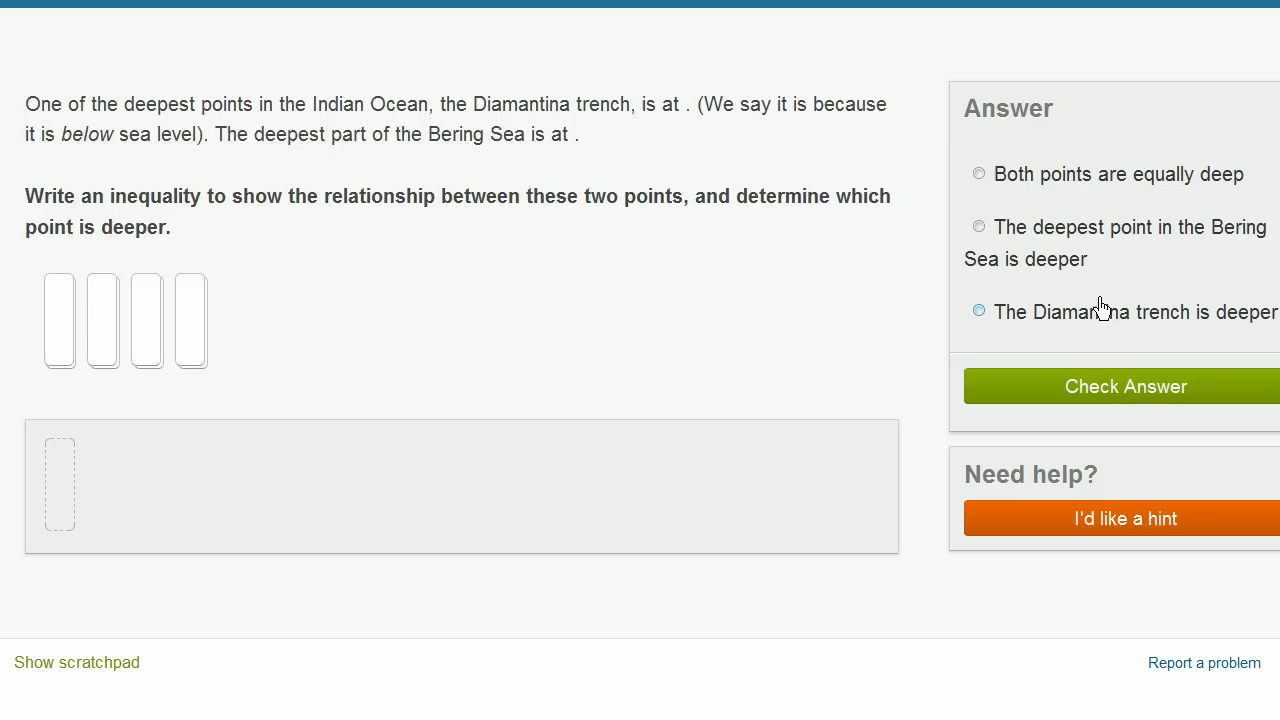 One of the deepest points in the Indian Ocean, the Diamantina trench, is at . (We say it is because
it is below sea level). The deepest part of the Bering Sea is at .
Write an inequality to show the relationship between these two points, and determine which
point is deeper.
Answer
Both points are equally deep
The deepest point in the Bering
Sea is deeper
The Diamantina trench is deeper
Check Answer
Need help?
I'd like a hint
Show scratchpad
Report a problem